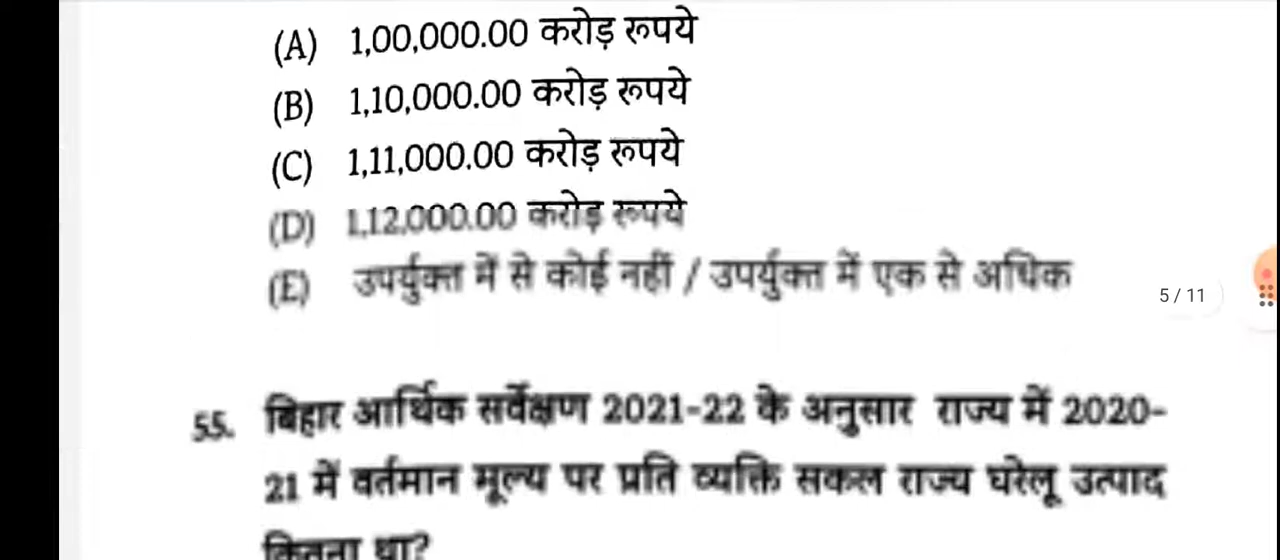 (A) 1,00,000.00 करोड़ रूपये
(B) 1,10,000.00 करोड़ रूपये
(C) 1,11,000.00 करोड़ रूपये
(D) 1,12,000.00 करोड़ रूपये
(E) उपर्युक्त में से कोई नहीं / उपर्युक्त में एक से अधिक
5 / 11
55. बिहार आर्थिक सर्वेक्षण 2021-22 के अनुसार राज्य में 2020-
21 में वर्तमान मूल्य पर प्रति व्यक्ति सकल राज्य घरेलू उत्पाद
कितना था?